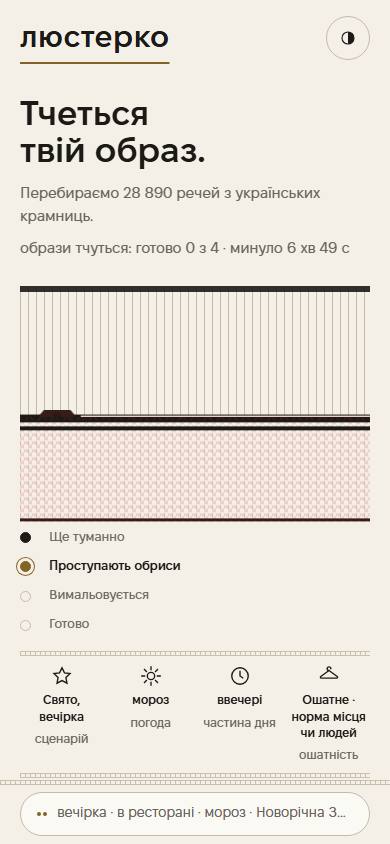 люстерко
Тчеться
твій образ.
Перебираємо 28 890 речей з українських
крамниць.
образи тчуться: готово 0 з 4 · минуло 6 хв 49 с
Ще туманно
Проступають обриси
Вимальовується
Готово
Свято,
вечірка
сценарій
мороз
погода
ввечері
частина дня
Ошатне ·
норма місця
чи людей
ошатність
вечірка · в ресторані · мороз · Новорічна З...